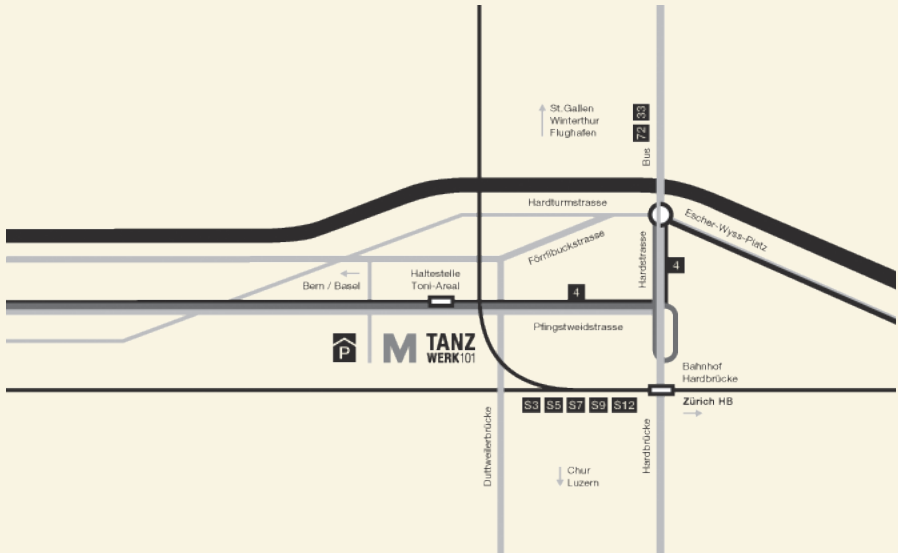 St.Gallen
Winterthur
Flughafen
72 33
Bus
Hardturmstrasse
Escher-Wyss-Platz
Förrlibuckstrasse
Hardstrasse
4
Bern / Basel
Haltestelle
Toni-Areal
4
Pfingstweidstrasse
P
M TANZ
WERK101
Bahnhof
Hardbrücke
Zürich HB
S3 S5 S7 S9 S12
Duttweilerbrücke
Hardbrücke
Chur
Luzern